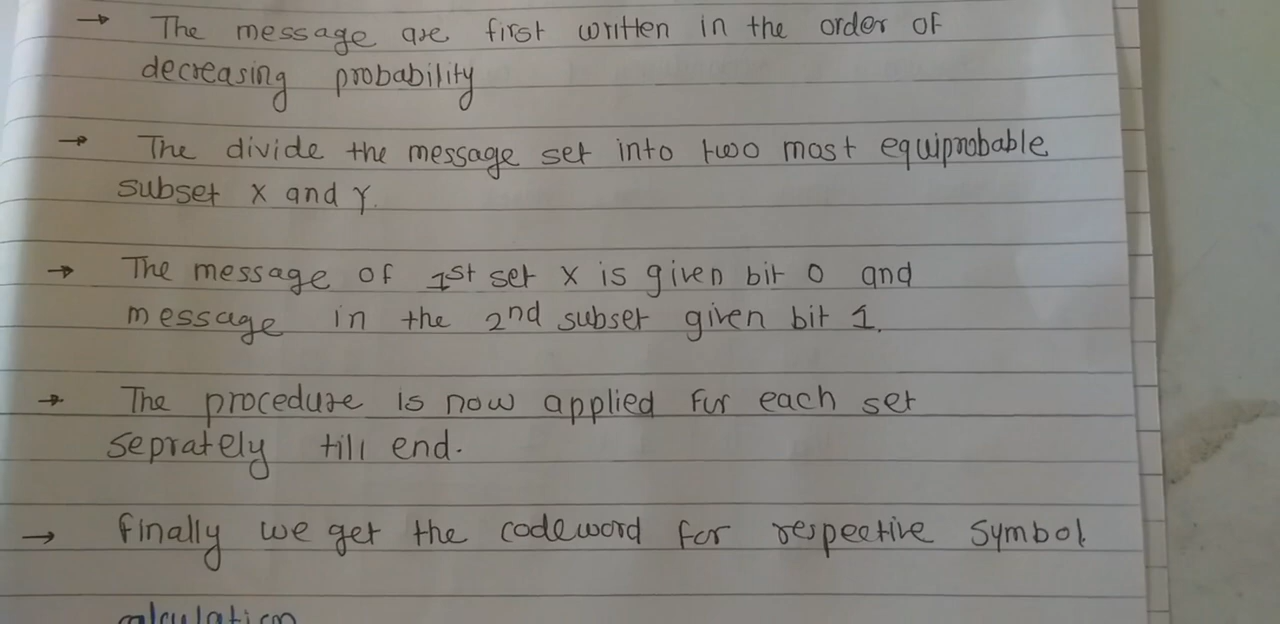 → The message are first written in the order of
decreasing probability
→ The divide the message set into two most equiprobable
subset X and Y.
→ The message of 1st set X is given bit 0 and
message in the 2nd subset given bit 1.
→ The procedure is now applied for each set
seprately till end.
→ finally we get the codeword for respective symbol
calculation